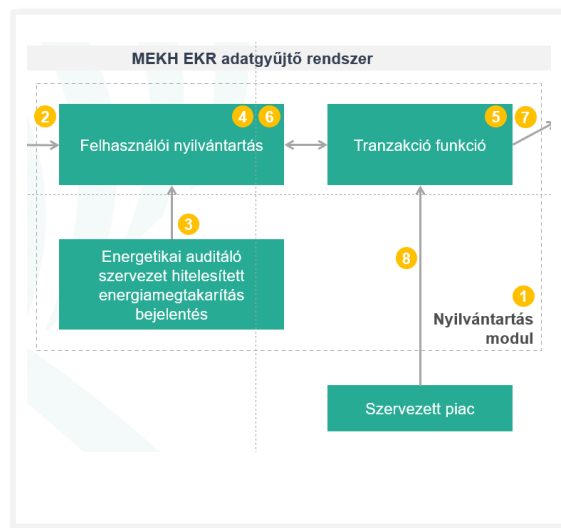 MEKH EKR adatgyűjtő rendszer
2
4
6
5
7
Felhasználói nyilvántartás
Tranzakció funkció
3
Energetikai auditáló
szervezet hitelesített
energiamegtakarítás
bejelentés
8
1
Nyilvántartás
modul
Szervezett piac